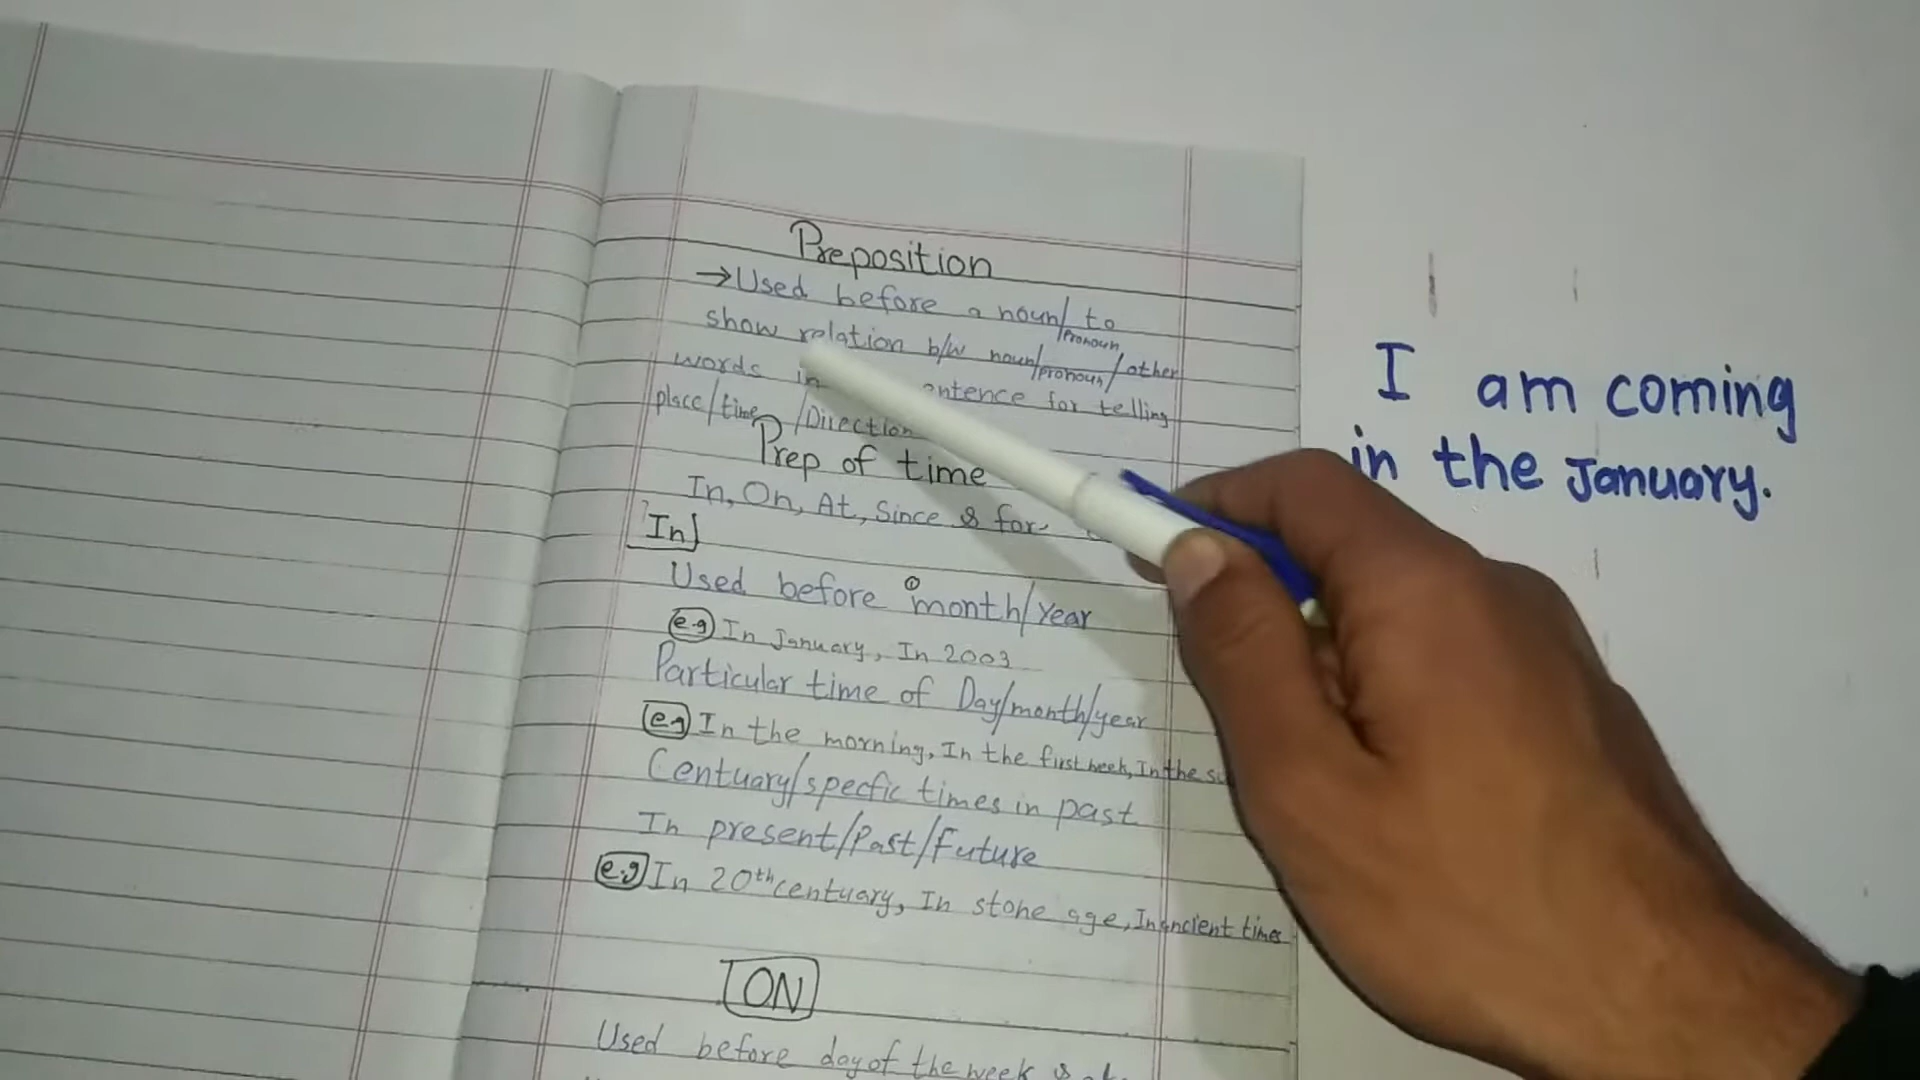 Preposition
→ Used before a noun/pronoun to
show relation b/w noun/pronoun/other
words in entence for telling
place/time/Direction
Prep of time
In, On, At, Since & for
In
Used before ① month/year
e.g In January, In 2003
Particular time of Day/month/year
e.g In the morning, In the first week, In the
Centuary/specfic times in past
In present/Past/Future
e.g In 20th centuary, In stone age, In ancient times
ON
Used before day of the week &
I am coming
in the January.